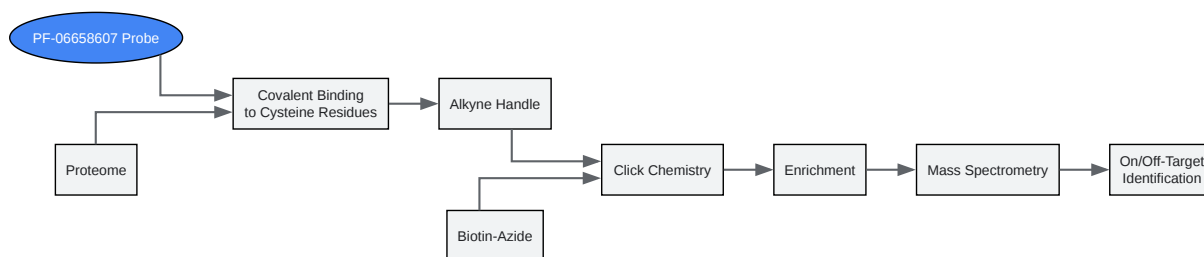 PF-06658607 Probe
Covalent Binding
to Cysteine Residues
Alkyne Handle
Proteome
Click Chemistry
Enrichment
Mass Spectrometry
On/Off-Target
Identification
Biotin-Azide